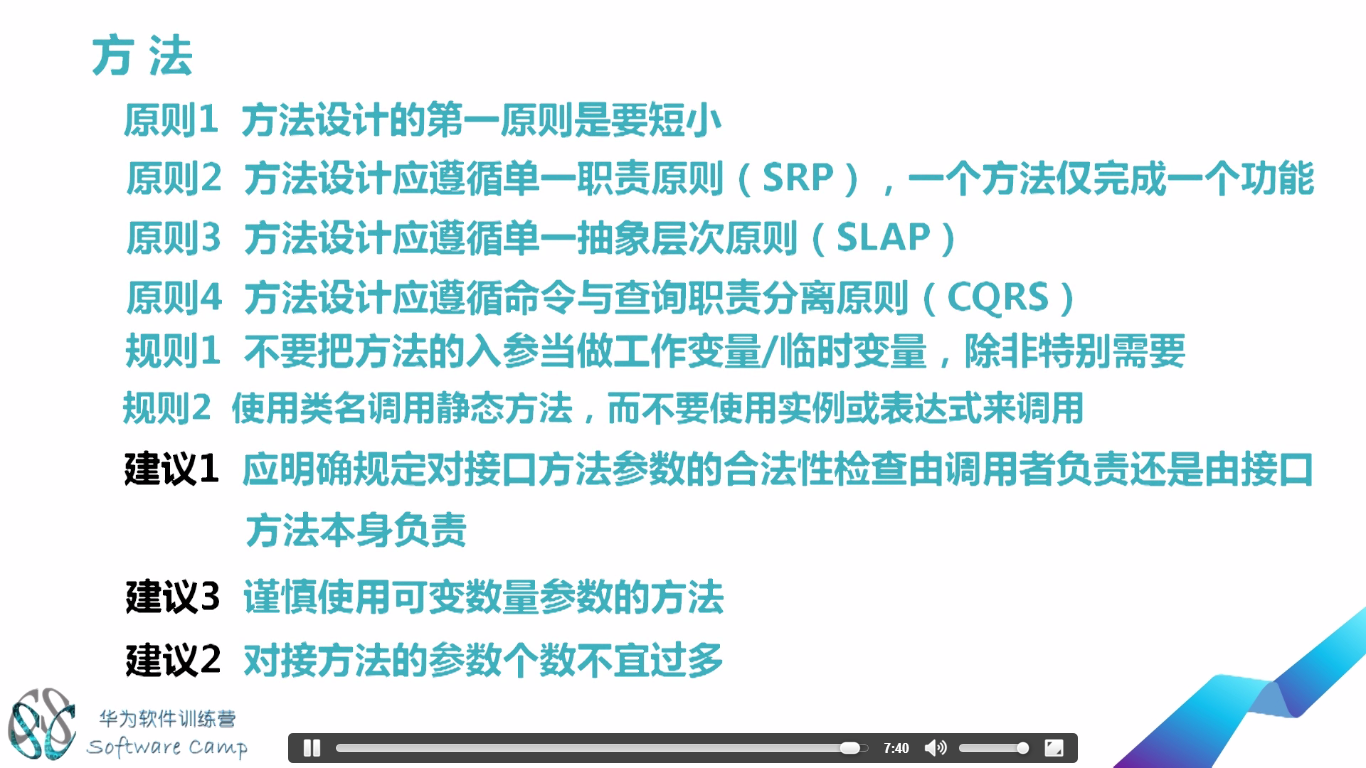 方 法
原则1 方法设计的第一原则是要短小
原则2 方法设计应遵循单一职责原则（SRP），一个方法仅完成一个功能
原则3 方法设计应遵循单一抽象层次原则（SLAP）
原则4 方法设计应遵循命令与查询职责分离原则（CQRS）
规则1 不要把方法的入参当做工作变量/临时变量，除非特别需要
规则2 使用类名调用静态方法，而不要使用实例或表达式来调用
建议1 应明确规定对接口方法参数的合法性检查由调用者负责还是由接口
方法本身负责
建议3 谨慎使用可变数量参数的方法
建议2 对接方法的参数个数不宜过多
华为软件训练营
Software Camp
7:40